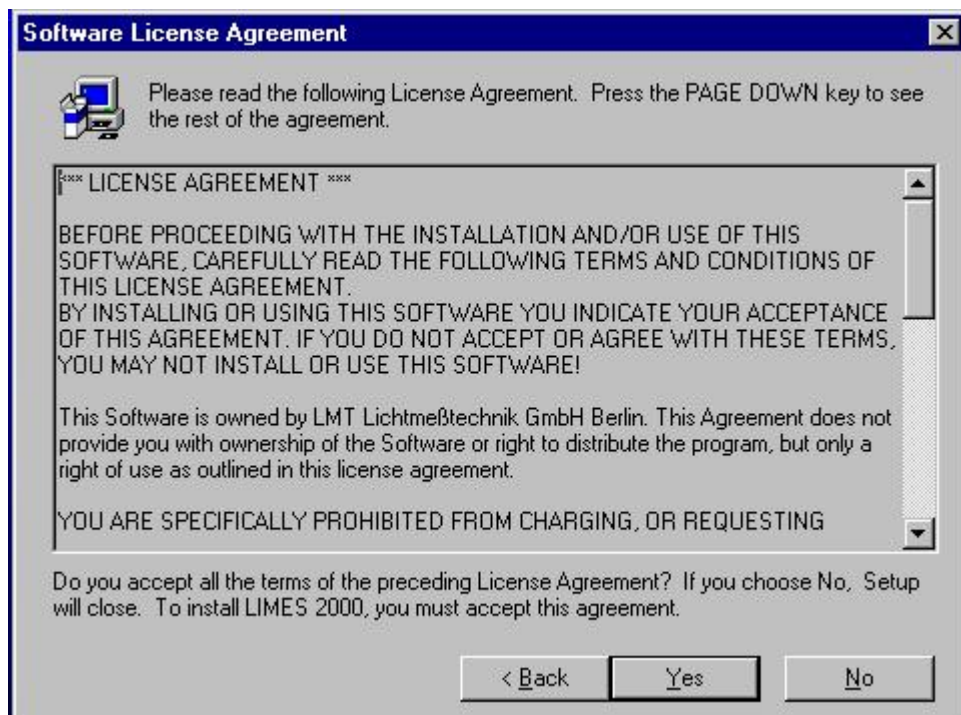 Software License Agreement
Please read the following License Agreement. Press the PAGE DOWN key to see
the rest of the agreement.
*** LICENSE AGREEMENT ***
BEFORE PROCEEDING WITH THE INSTALLATION AND/OR USE OF THIS
SOFTWARE, CAREFULLY READ THE FOLLOWING TERMS AND CONDITIONS OF
THIS LICENSE AGREEMENT.
BY INSTALLING OR USING THIS SOFTWARE YOU INDICATE YOUR ACCEPTANCE
OF THIS AGREEMENT. IF YOU DO NOT ACCEPT OR AGREE WITH THESE TERMS,
YOU MAY NOT INSTALL OR USE THIS SOFTWARE!
This Software is owned by LMT Lichtmeßtechnik GmbH Berlin. This Agreement does not
provide you with ownership of the Software or right to distribute the program, but only a
right of use as outlined in this license agreement.
YOU ARE SPECIFICALLY PROHIBITED FROM CHARGING, OR REQUESTING
Do you accept all the terms of the preceding License Agreement? If you choose No, Setup
will close. To install LIMES 2000, you must accept this agreement.
< Back Yes No